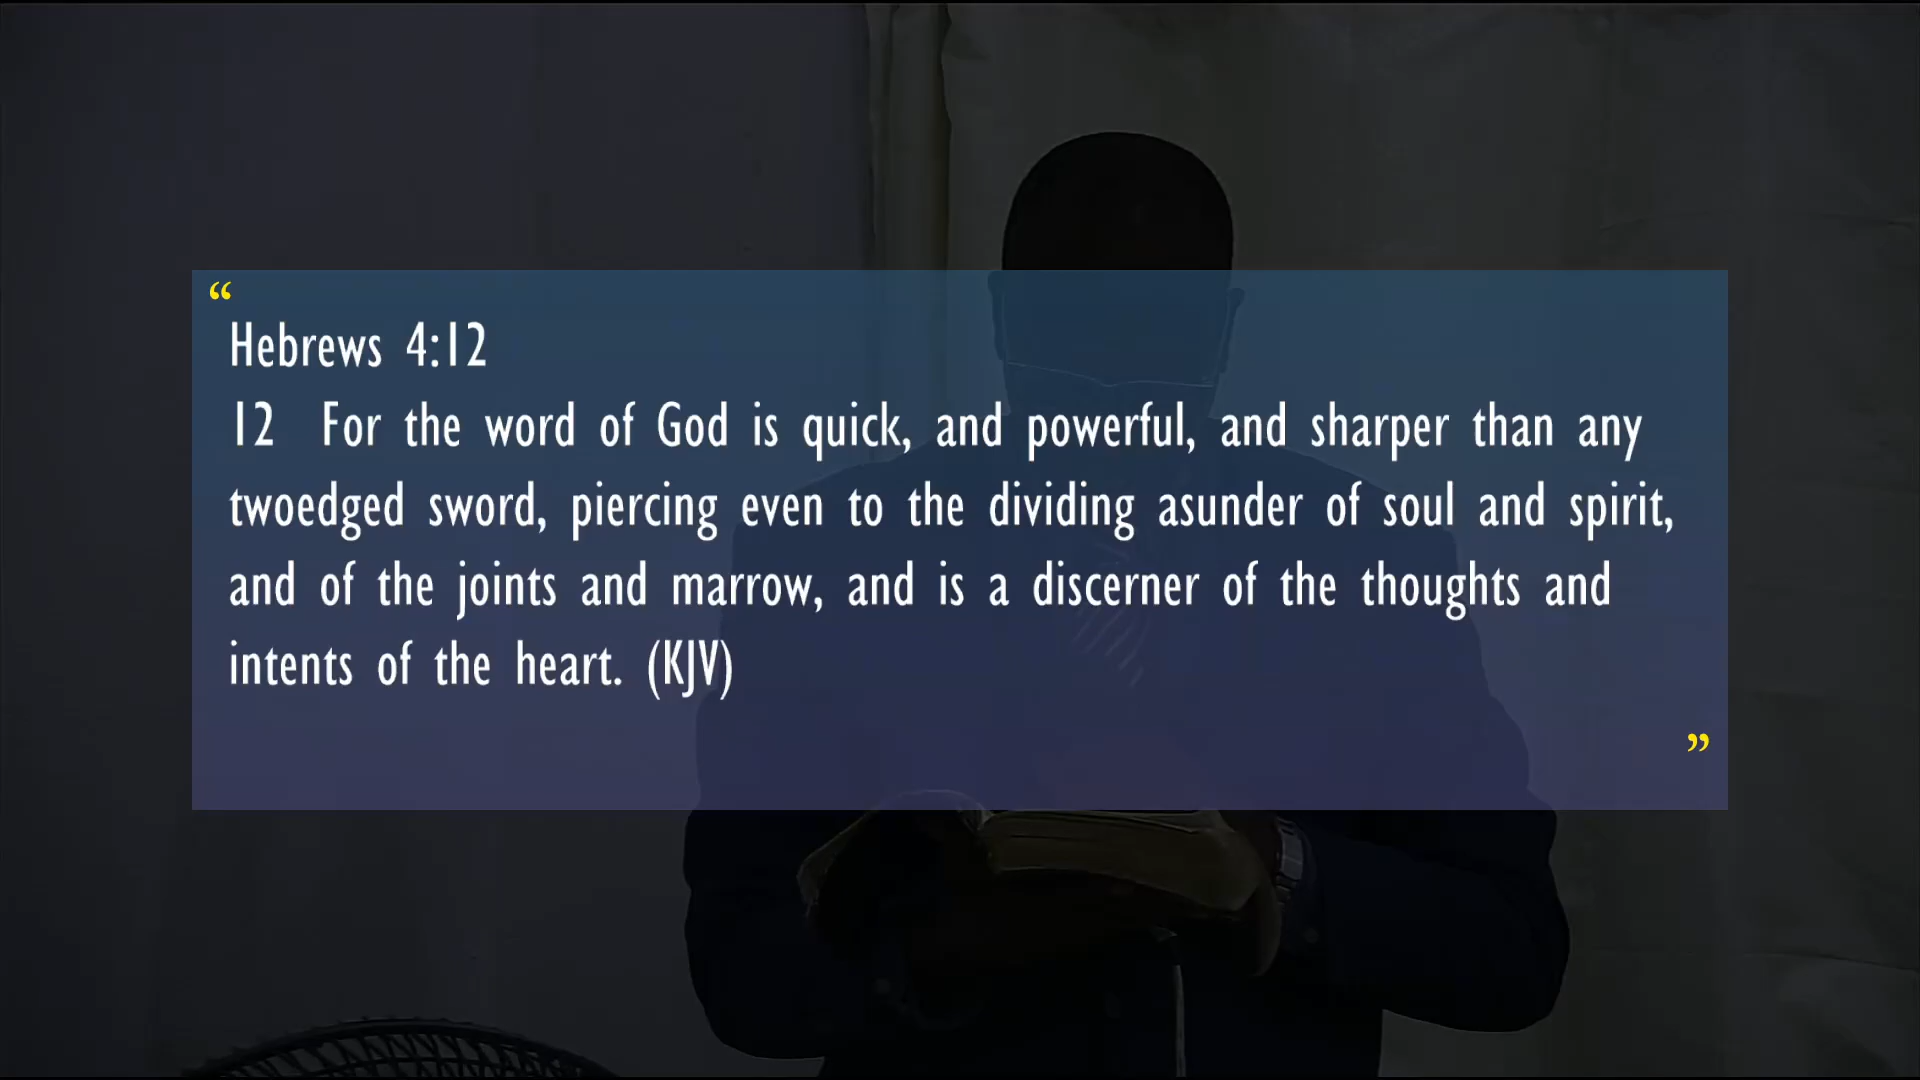 “
Hebrews 4:12
12 For the word of God is quick, and powerful, and sharper than any
twoedged sword, piercing even to the dividing asunder of soul and spirit,
and of the joints and marrow, and is a discerner of the thoughts and
intents of the heart. (KJV)
”